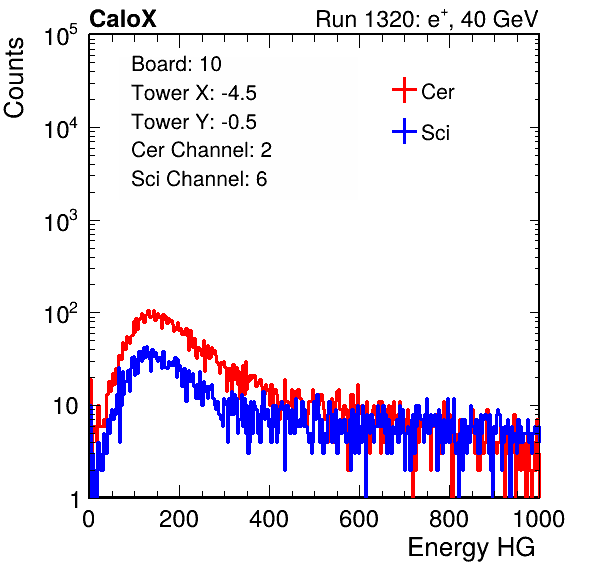 CaloX Run 1320: e⁺, 40 GeV
Counts
Board: 10
Tower X: -4.5
Tower Y: -0.5
Cer Channel: 2
Sci Channel: 6
Cer
Sci
10⁵
10⁴
10³
10²
10
1
0 200 400 600 800 1000
Energy HG